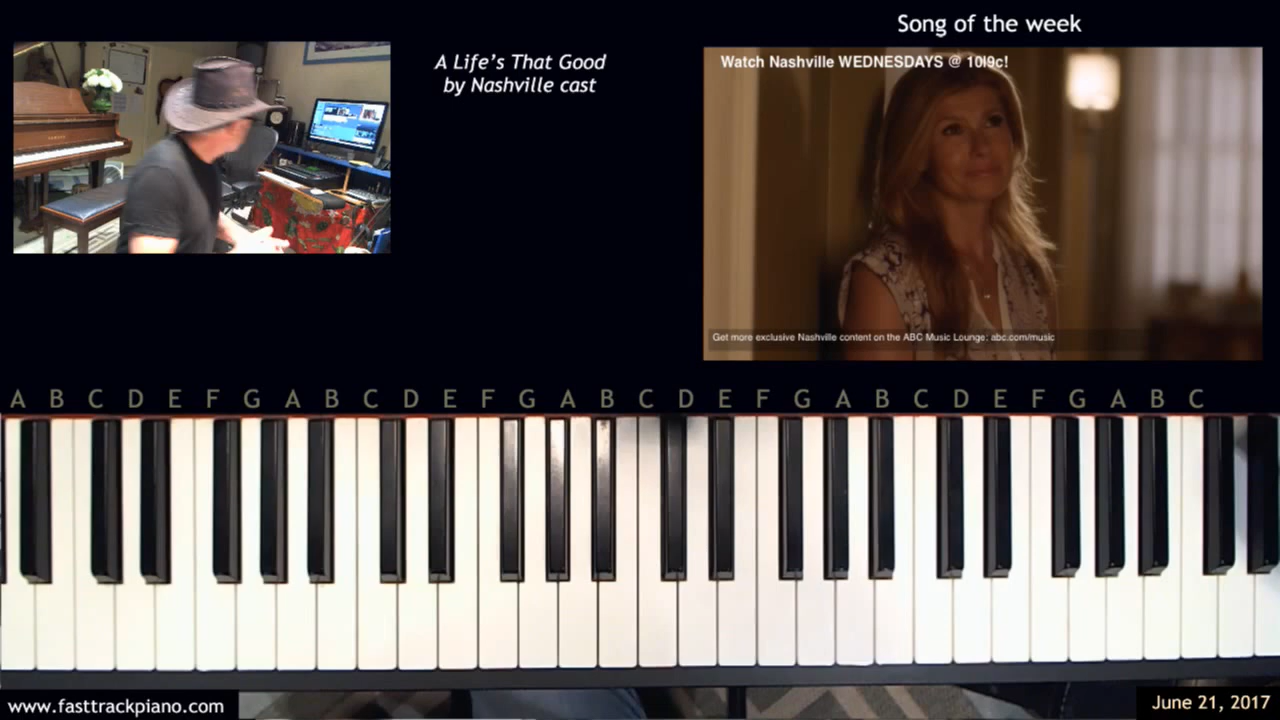 Song of the week
A Life's That Good
by Nashville cast
Watch Nashville WEDNESDAYS @ 10|9c!
Get more exclusive Nashville content on the ABC Music Lounge: abc.com/music
A B C D E F G A B C D E F G A B C D E F G A B C D E F G A B C
www.fasttrackpiano.com
June 21, 2017